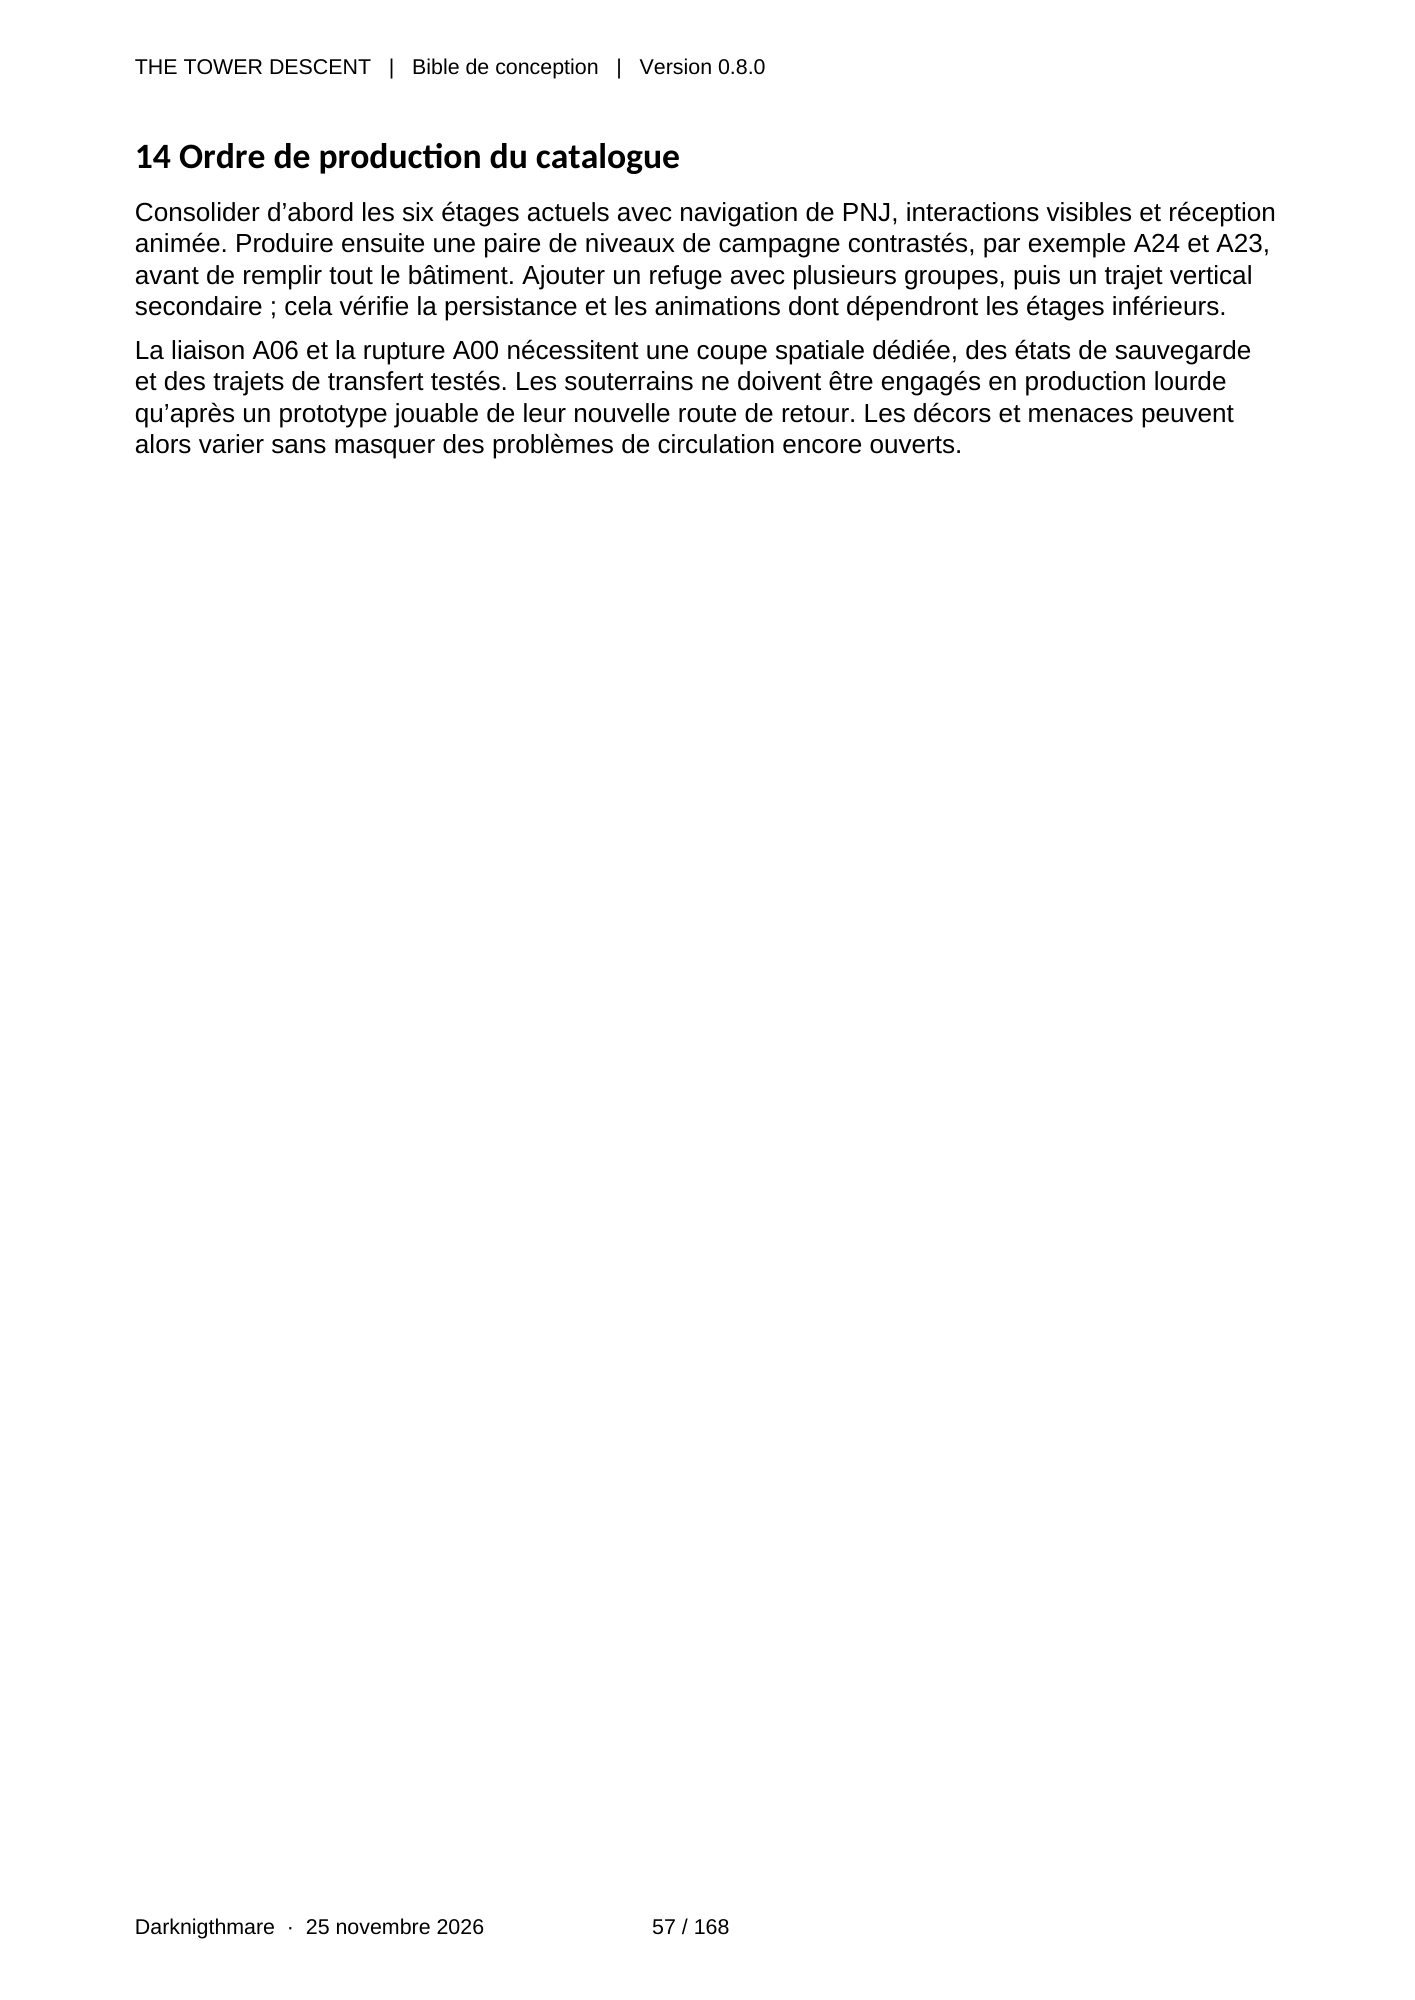 THE TOWER DESCENT | Bible de conception | Version 0.8.0
14 Ordre de production du catalogue
Consolider d’abord les six étages actuels avec navigation de PNJ, interactions visibles et réception
animée. Produire ensuite une paire de niveaux de campagne contrastés, par exemple A24 et A23,
avant de remplir tout le bâtiment. Ajouter un refuge avec plusieurs groupes, puis un trajet vertical
secondaire ; cela vérifie la persistance et les animations dont dépendront les étages inférieurs.
La liaison A06 et la rupture A00 nécessitent une coupe spatiale dédiée, des états de sauvegarde
et des trajets de transfert testés. Les souterrains ne doivent être engagés en production lourde
qu’après un prototype jouable de leur nouvelle route de retour. Les décors et menaces peuvent
alors varier sans masquer des problèmes de circulation encore ouverts.
Darknigthmare · 25 novembre 2026 57 / 168